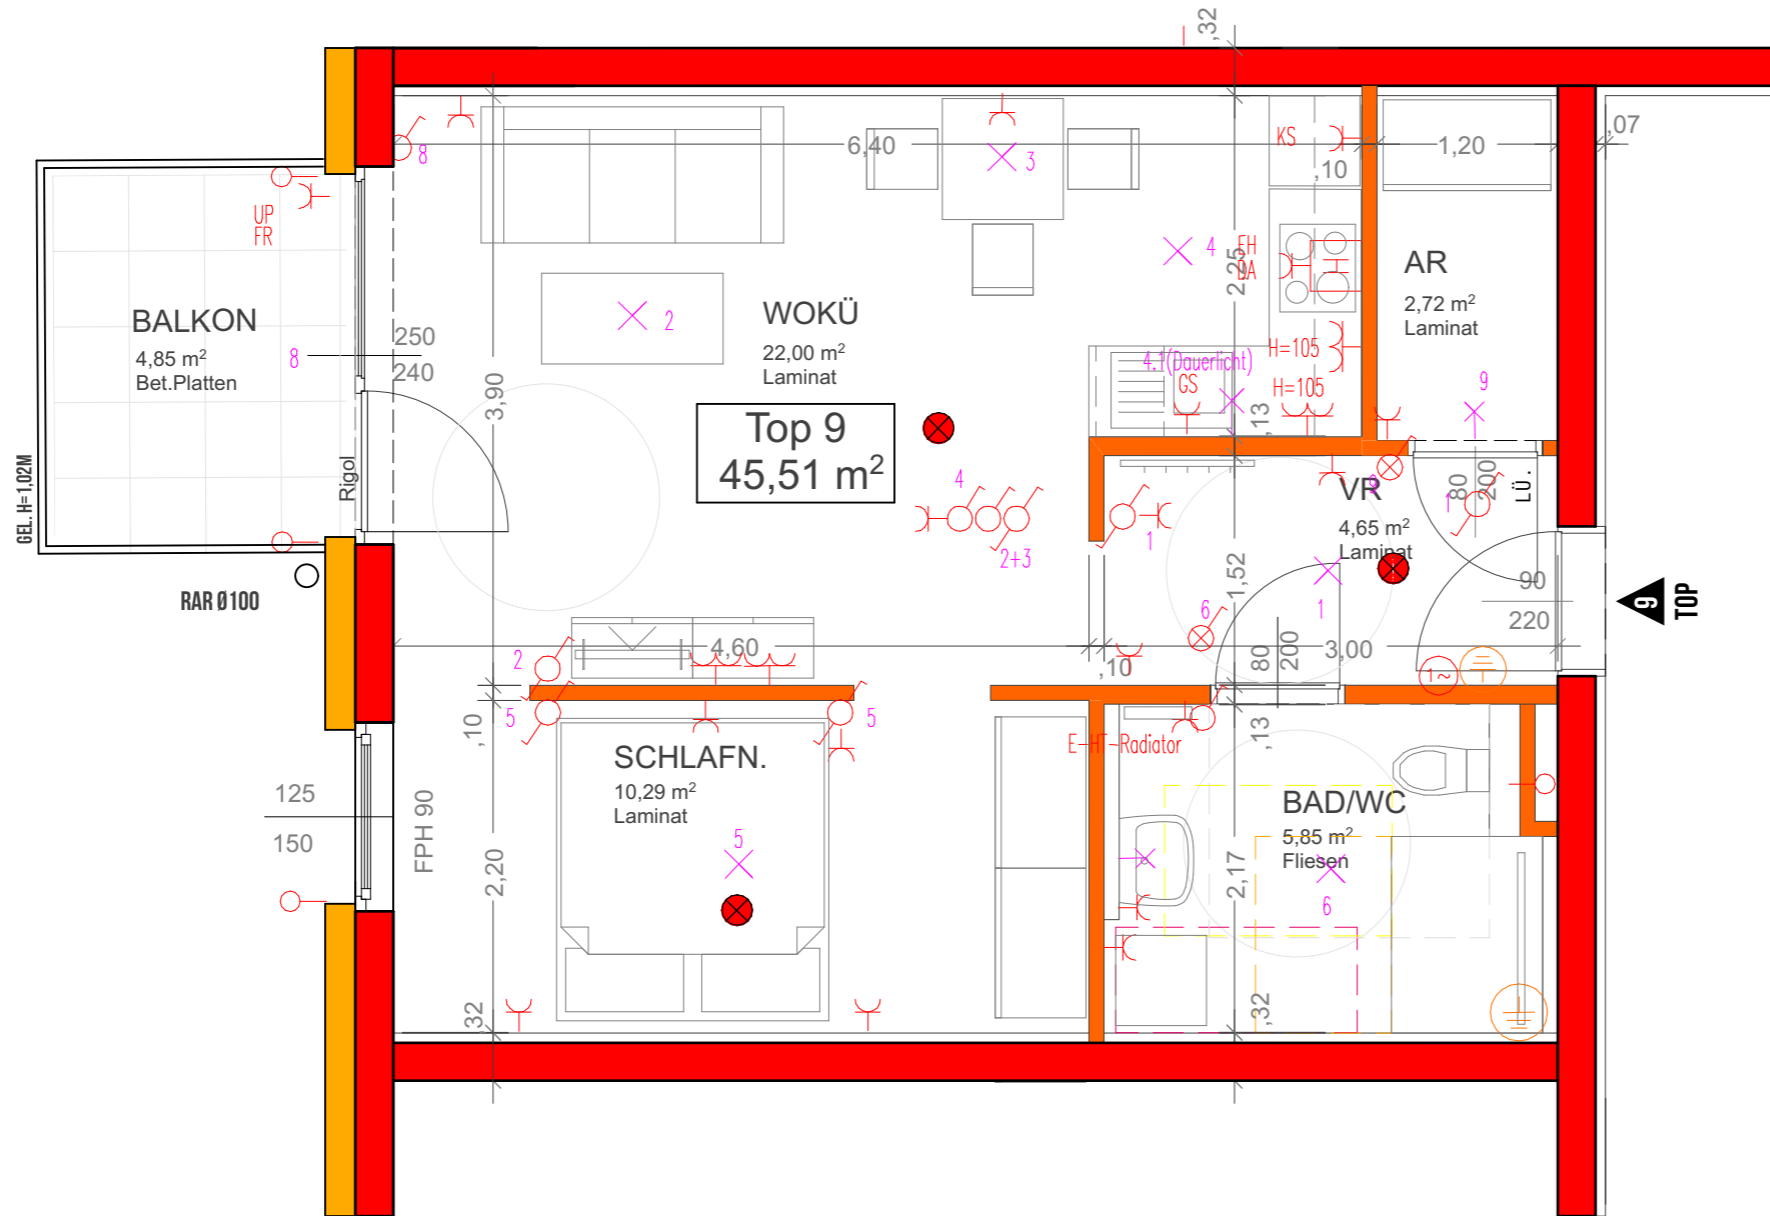 ,32
,07
8
6,40
3
KS
1,20
,10
UP
FR
4
FH
DA
2,25
AR
2,72 m²
Laminat
BALKON
4,85 m²
Bet.Platten
8
250
240
2
WOKÜ
22,00 m²
Laminat
H=105
4.1(Dauerlicht)
GS
H=105
9
3,90
,13
Top 9
45,51 m²
GEL. H=1,02M
Rigol
4
2+3
1
9
VR
4,65 m²
Laminat
1
80
200
LÜ.
RAR Ø100
1,52
6
1
90
220
9
TOP
2
4,60
,10
80
200
3,00
1~
5
5
,10
E-HT-Radiator
,13
SCHLAFN.
10,29 m²
Laminat
125
150
FPH 90
BAD/WC
5,85 m²
Fliesen
5
2,20
2,17
6
,32
,32